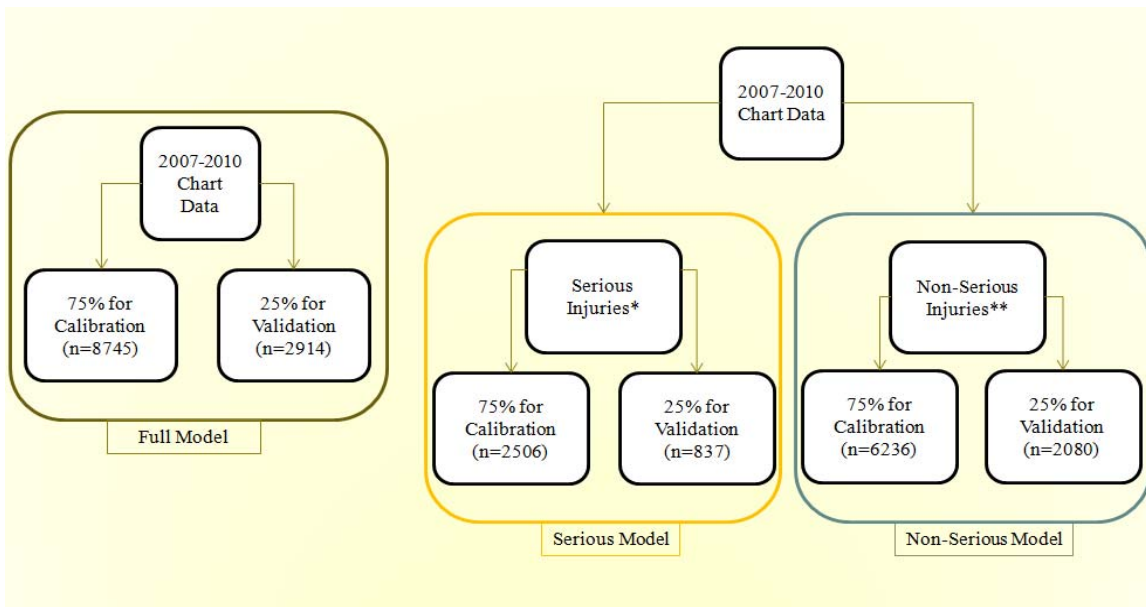 2007-2010
Chart
Data
75% for
Calibration
(n=8745)
25% for
Validation
(n=2914)
Full Model
2007-2010
Chart Data
Serious
Injuries*
75% for
Calibration
(n=2506)
25% for
Validation
(n=837)
Serious Model
Non-Serious
Injuries**
75% for
Calibration
(n=6236)
25% for
Validation
(n=2080)
Non-Serious Model